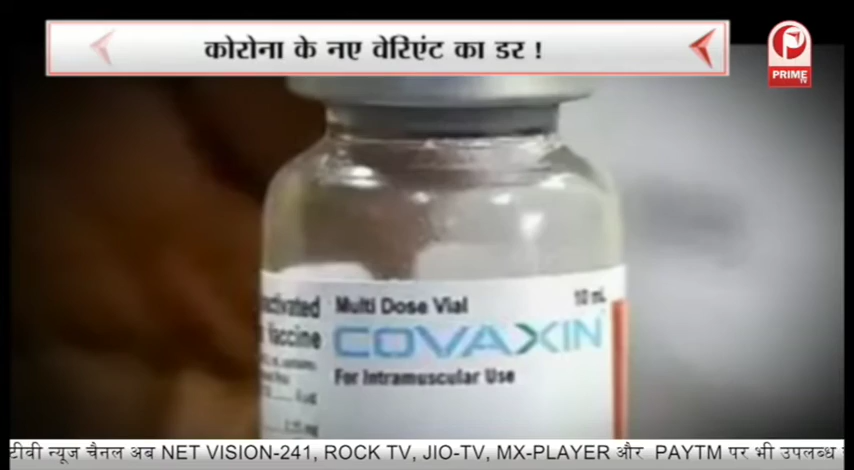 कोरोना के नए वेरिएंट का डर !
PRIME
TV
10 mL
Multi Dose Vial
Vaccine
COVAXIN
For Intramuscular Use
टीवी न्यूज चैनल अब NET VISION-241, ROCK TV, JIO-TV, MX-PLAYER और PAYTM पर भी उपलब्ध